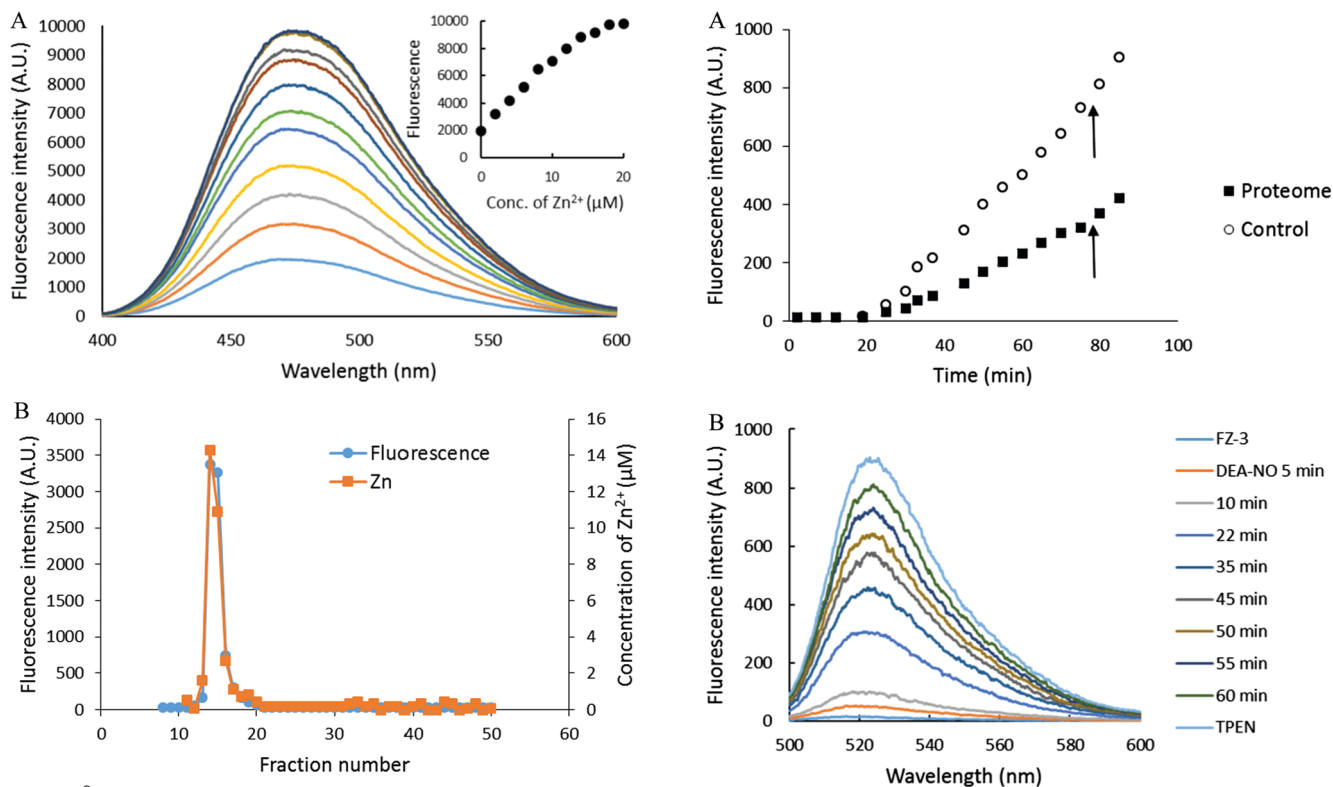 A
Fluorescence intensity (A.U.)
10000
9000
8000
7000
6000
5000
4000
3000
2000
1000
0
400
450
500
550
600
Wavelength (nm)
Fluorescence
10000
8000
6000
4000
2000
0
0
10
20
Conc. of Zn²⁺ (µM)
A
Fluorescence intensity (A.U.)
1000
800
600
400
200
0
0
20
40
60
80
100
Time (min)
Proteome
Control
B
Fluorescence intensity (A.U.)
4000
3500
3000
2500
2000
1500
1000
500
0
0
10
20
30
40
50
60
Fraction number
Fluorescence
Zn
16
14
12
10
8
6
4
2
0
Concentration of Zn²⁺ (µM)
B
Fluorescence intensity (A.U.)
1000
800
600
400
200
0
500
520
540
560
580
600
Wavelength (nm)
FZ-3
DEA-NO 5 min
10 min
22 min
35 min
45 min
50 min
55 min
60 min
TPEN